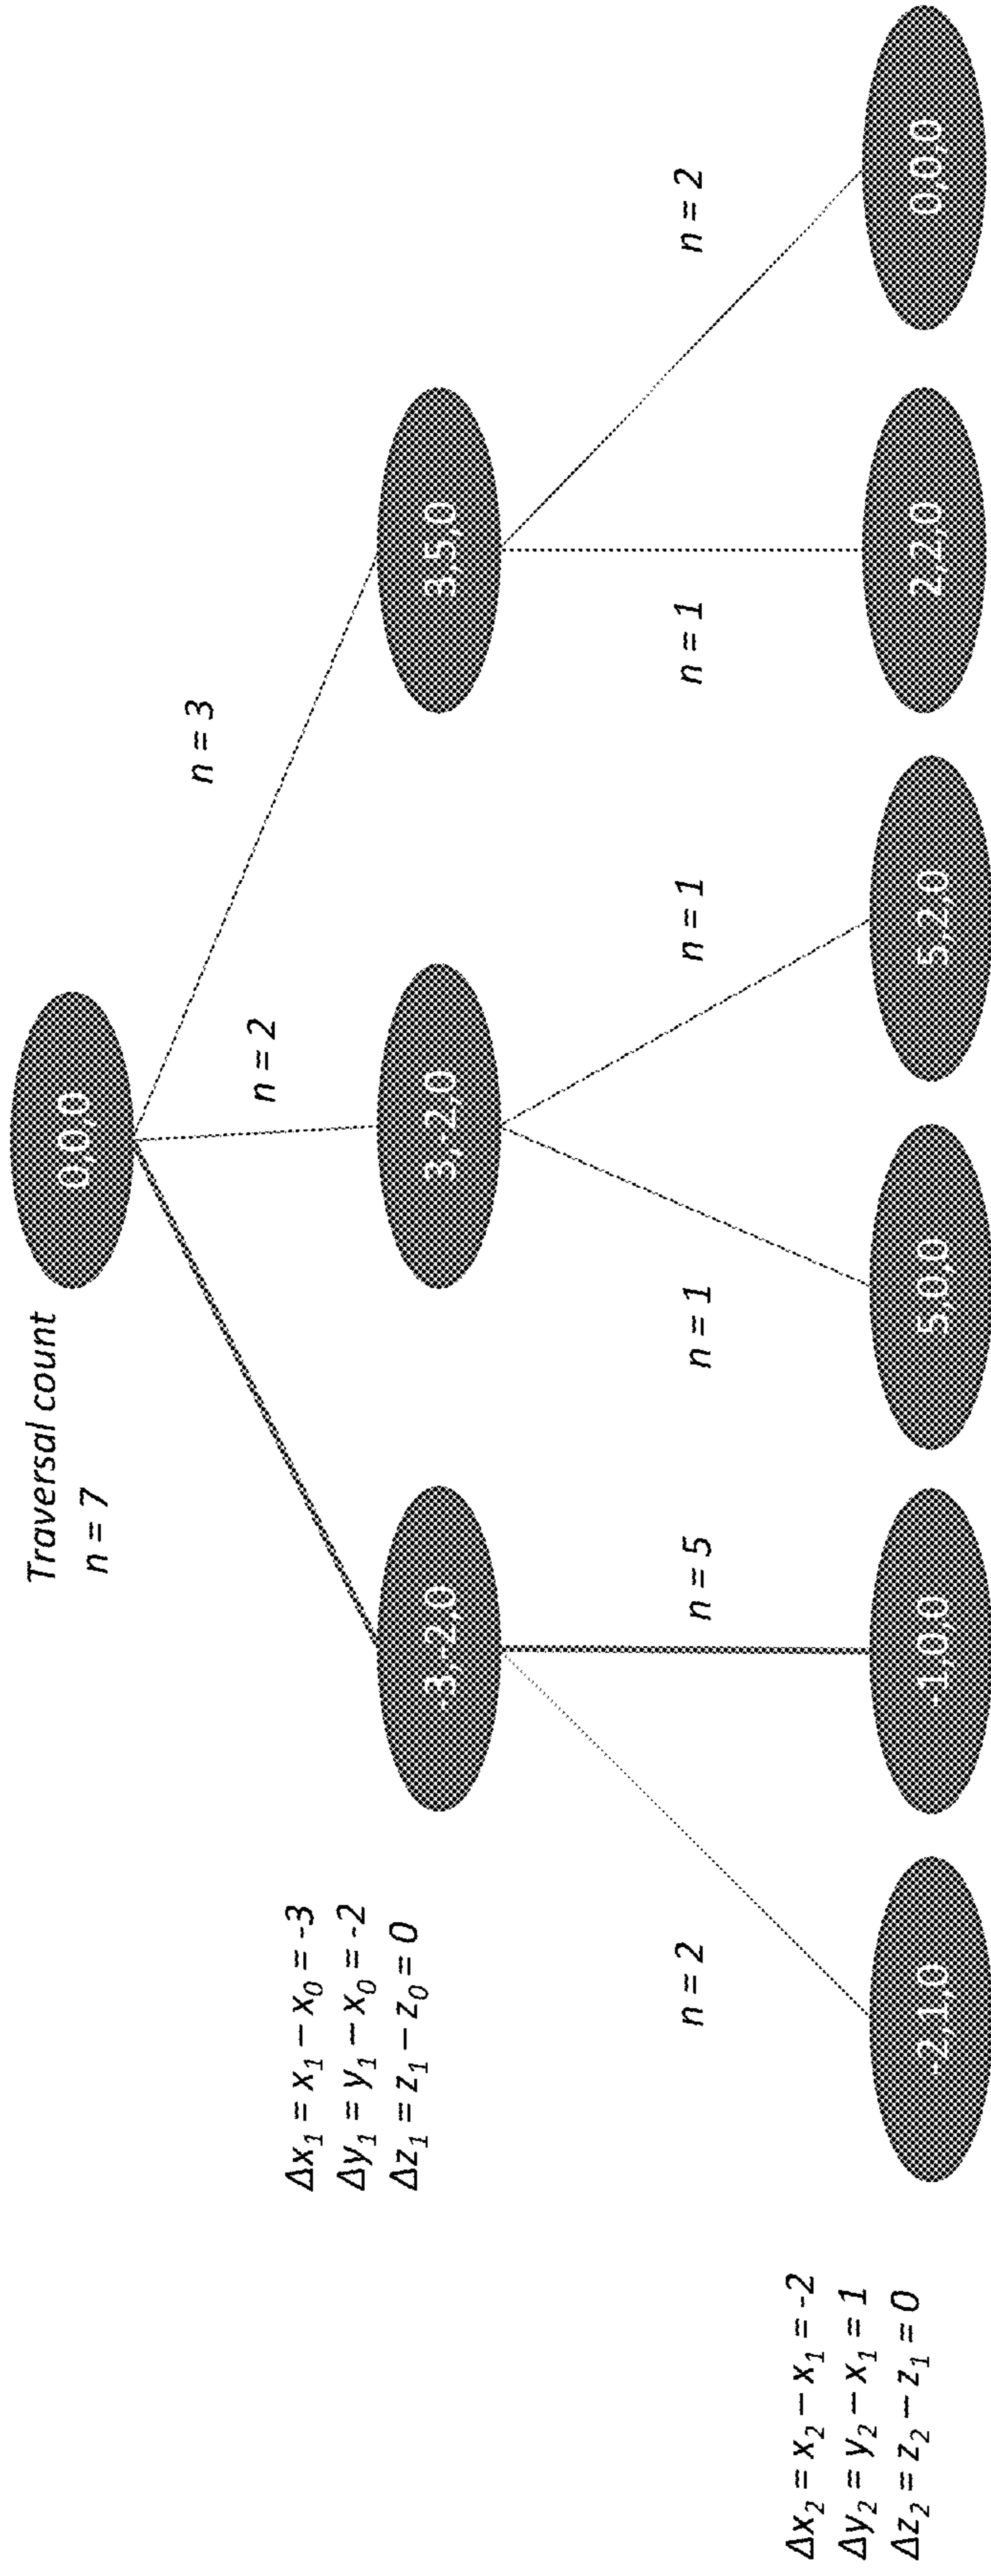 Traversal count
n = 7
0,0,0
n = 2
n = 3
Δx1 = x1 – x0 = -3
Δy1 = y1 – x0 = -2
Δz1 = z1 – z0 = 0
-3,-2,0
3,-2,0
3,5,0
n = 2
n = 5
n = 1
n = 1
n = 1
n = 2
Δx2 = x2 – x1 = -2
Δy2 = y2 – x1 = 1
Δz2 = z2 – z1 = 0
-2,1,0
-1,0,0
5,0,0
5,2,0
2,2,0
0,0,0